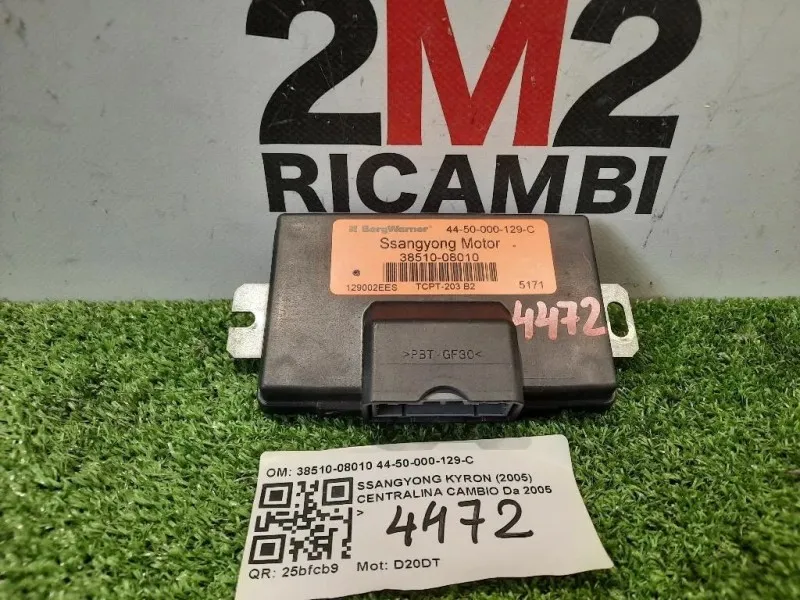 2M2
RICAMBI
BorgWarner 44-50-000-129-C
Ssangyong Motor
38510-08010
129002EES TCPT-203 B2 5171
4472
>PBT-GF30<
OM: 38510-08010 44-50-000-129-C
SSANGYONG KYRON (2005)
CENTRALINA CAMBIO Da 2005
>
4472
QR: 25bfcb9 Mot: D20DT